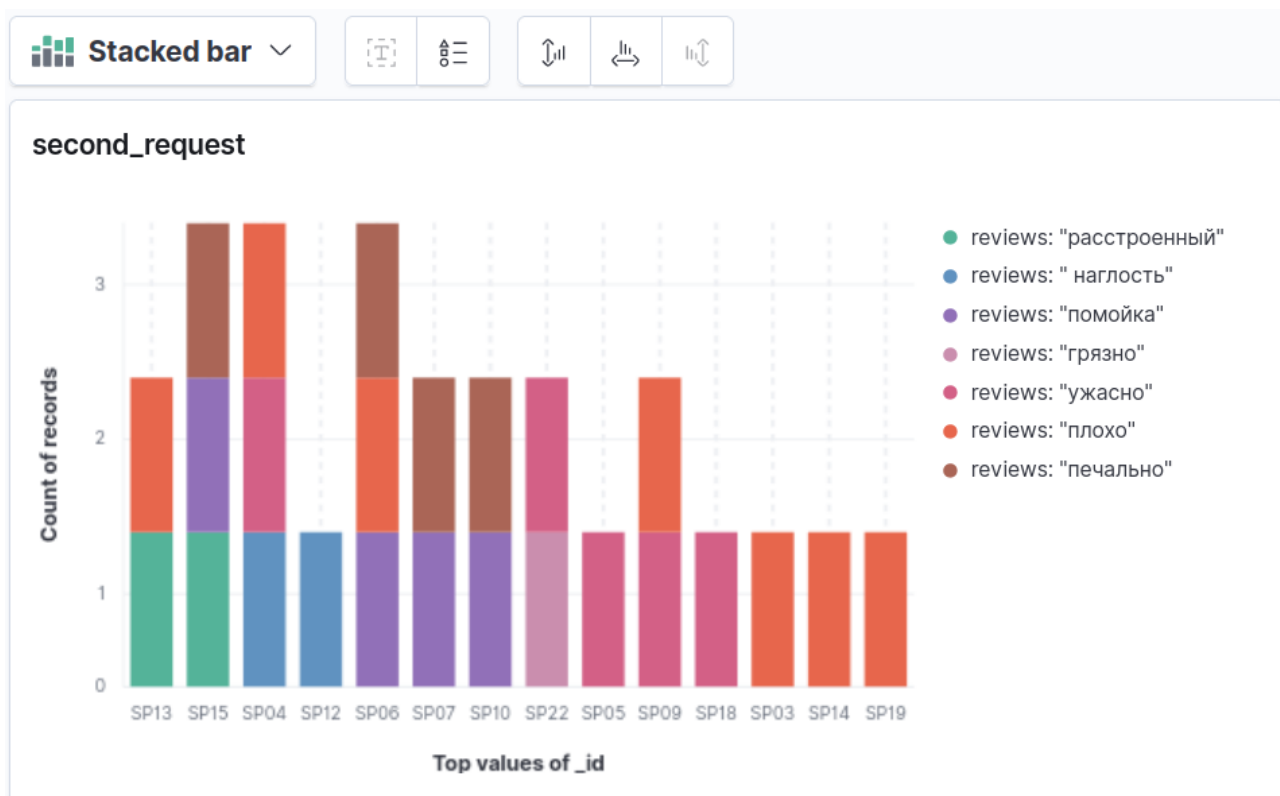 Stacked bar
second_request
reviews: "расстроенный"
reviews: " наглость"
reviews: "помойка"
reviews: "грязно"
reviews: "ужасно"
reviews: "плохо"
reviews: "печально"
Count of records
3
2
1
0
SP13 SP15 SP04 SP12 SP06 SP07 SP10 SP22 SP05 SP09 SP18 SP03 SP14 SP19
Top values of _id